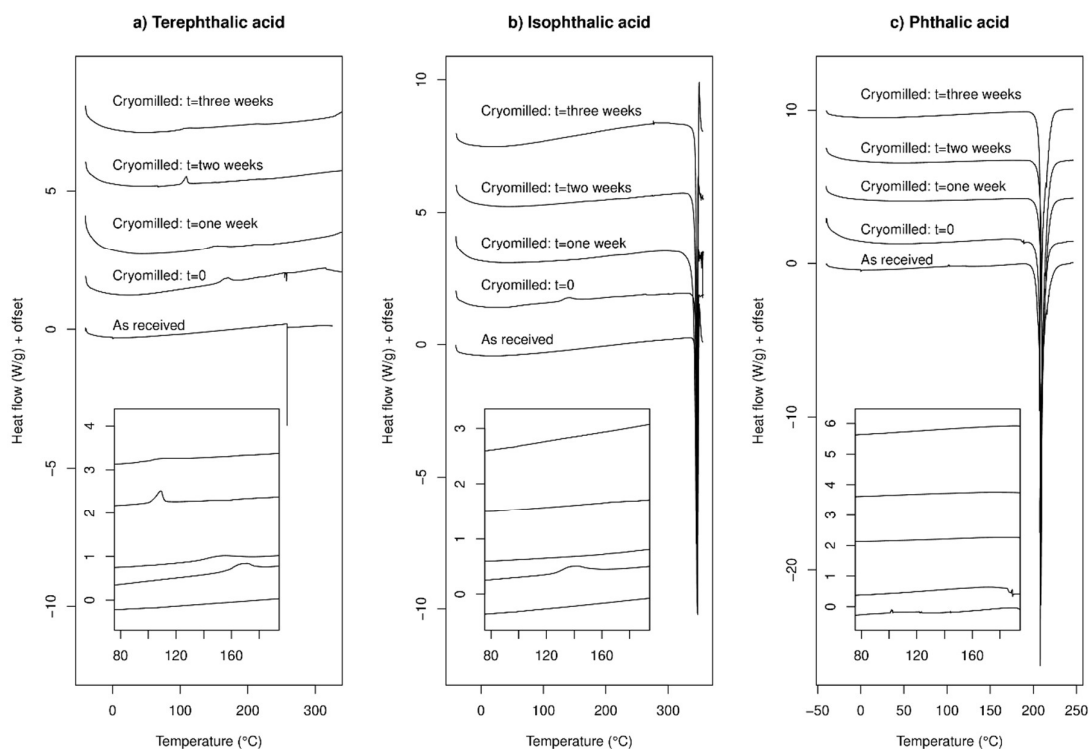 a) Terephthalic acid
Heat flow (W/g) + offset
5
0
−5
−10
Cryomilled: t=three weeks
Cryomilled: t=two weeks
Cryomilled: t=one week
Cryomilled: t=0
As received
4
3
2
1
0
80 120 160
0 100 200 300
Temperature (°C)
b) Isophthalic acid
Heat flow (W/g) + offset
10
5
0
−5
−10
Cryomilled: t=three weeks
Cryomilled: t=two weeks
Cryomilled: t=one week
Cryomilled: t=0
As received
3
2
1
0
80 120 160
0 100 200 300
Temperature (°C)
c) Phthalic acid
Heat flow (W/g) + offset
10
0
−10
−20
Cryomilled: t=three weeks
Cryomilled: t=two weeks
Cryomilled: t=one week
Cryomilled: t=0
As received
6
5
4
3
2
1
0
80 120 160
−50 0 50 100 150 200 250
Temperature (°C)